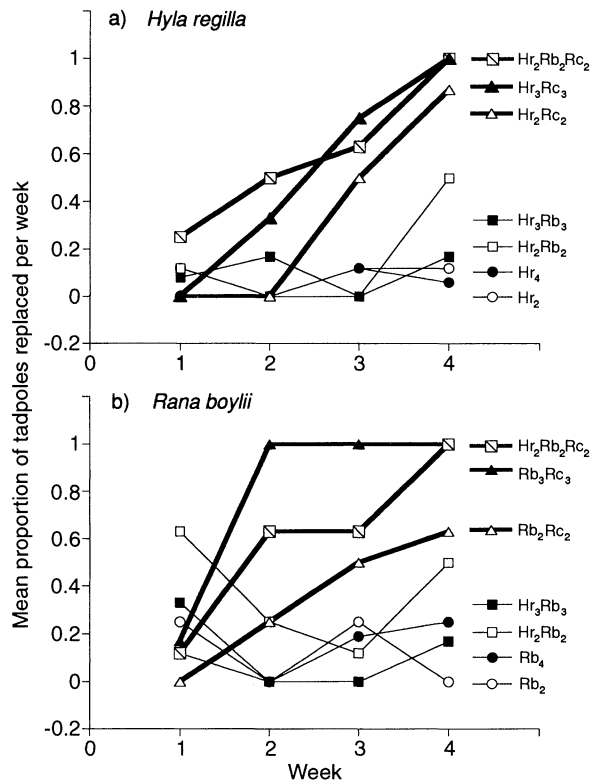 a) Hyla regilla
1
0.8
0.6
0.4
0.2
0
-0.2
0 1 2 3 4
Hr2Rb2Rc2
Hr3Rc3
Hr2Rc2
Hr3Rb3
Hr2Rb2
Hr4
Hr2
Mean proportion of tadpoles replaced per week
b) Rana boylii
1
0.8
0.6
0.4
0.2
0
-0.2
0 1 2 3 4
Week
Hr2Rb2Rc2
Rb3Rc3
Rb2Rc2
Hr3Rb3
Hr2Rb2
Rb4
Rb2